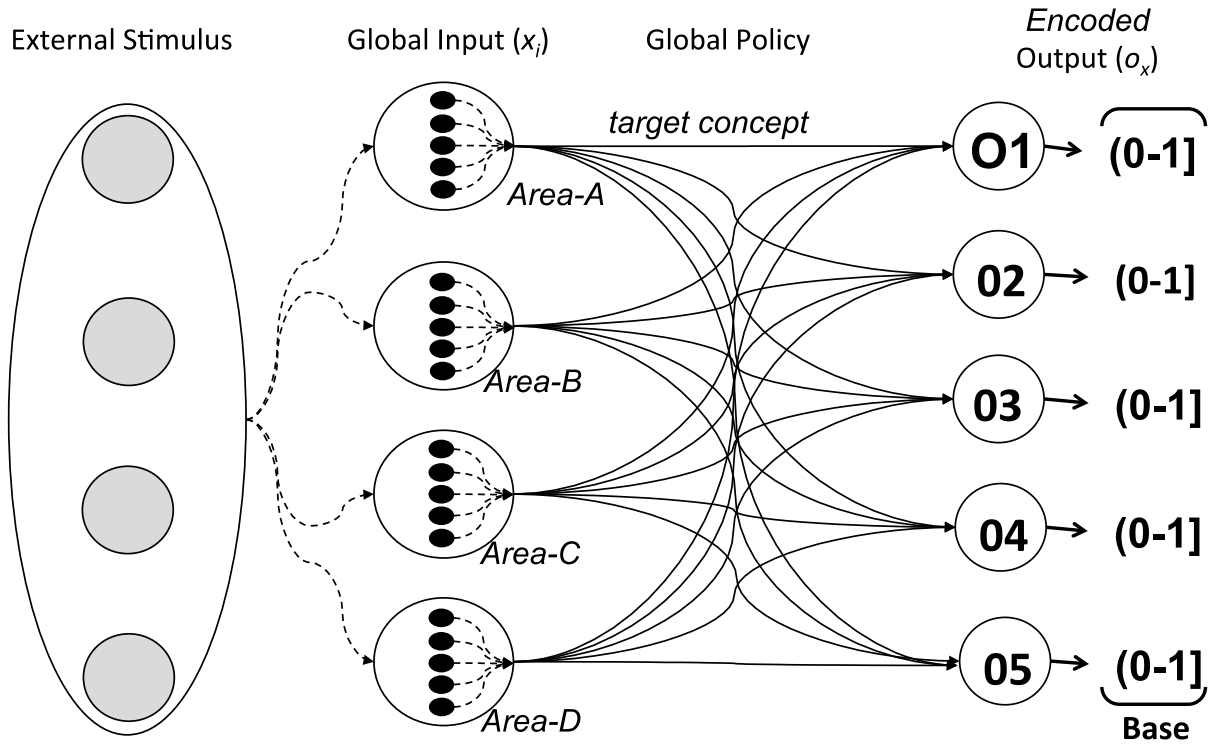 External Stimulus
Global Input (xᵢ)
Global Policy
Encoded
Output (oₓ)
target concept
Area-A
Area-B
Area-C
Area-D
O1
(0-1]
02
(0-1]
03
(0-1]
04
(0-1]
05
(0-1]
Base